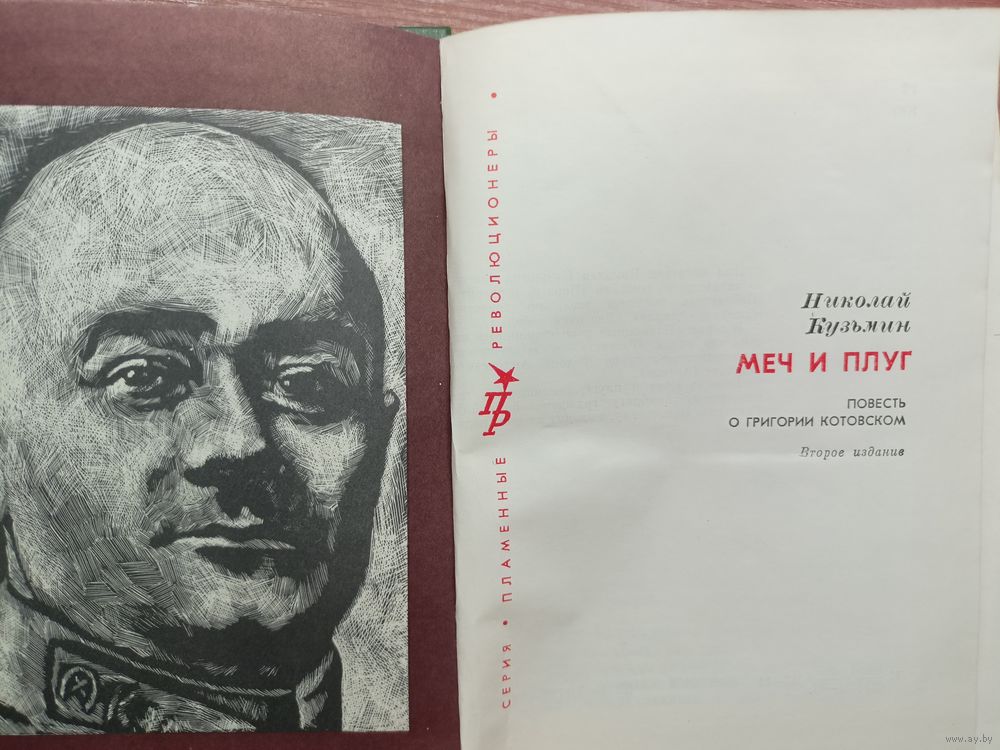 СЕРИЯ • ПЛАМЕННЫЕ
ПР
РЕВОЛЮЦИОНЕРЫ •
Николай
Кузьмин
МЕЧ И ПЛУГ
ПОВЕСТЬ
О ГРИГОРИИ КОТОВСКОМ
Второе издание
www.ay.by